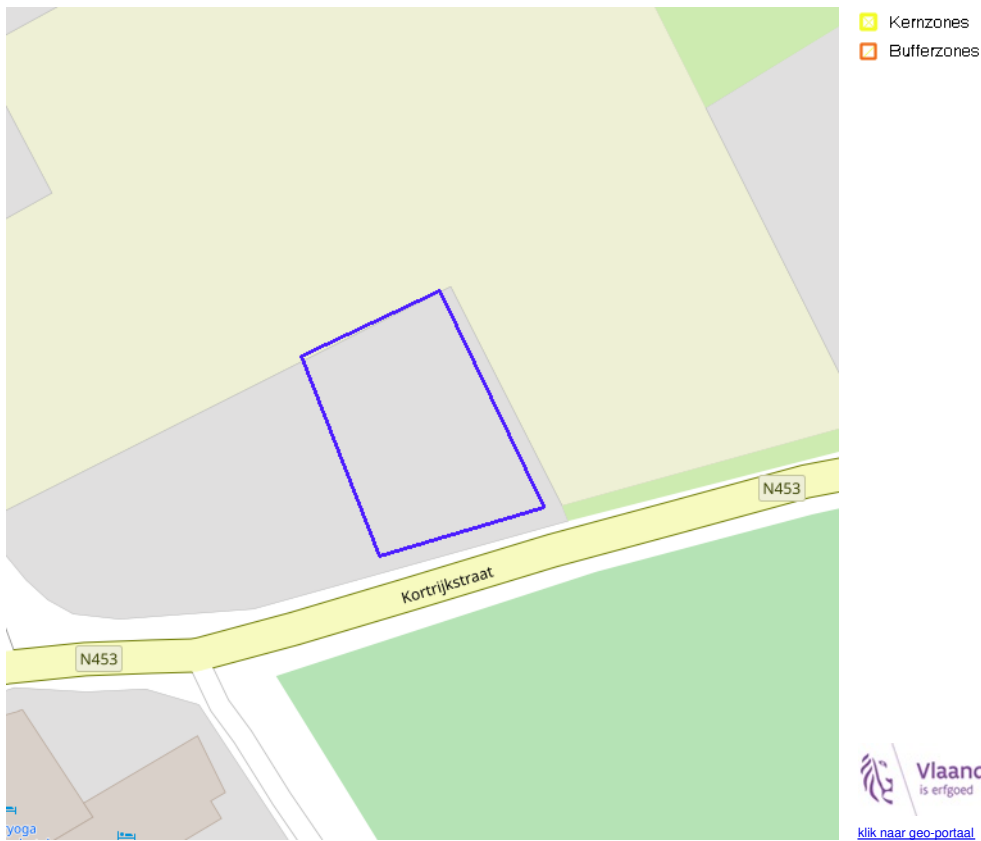 Kernzones
Bufferzones
N453
Kortrijkstraat
N453
yoga
Vlaand
is erfgoed
klik naar geo-portaal